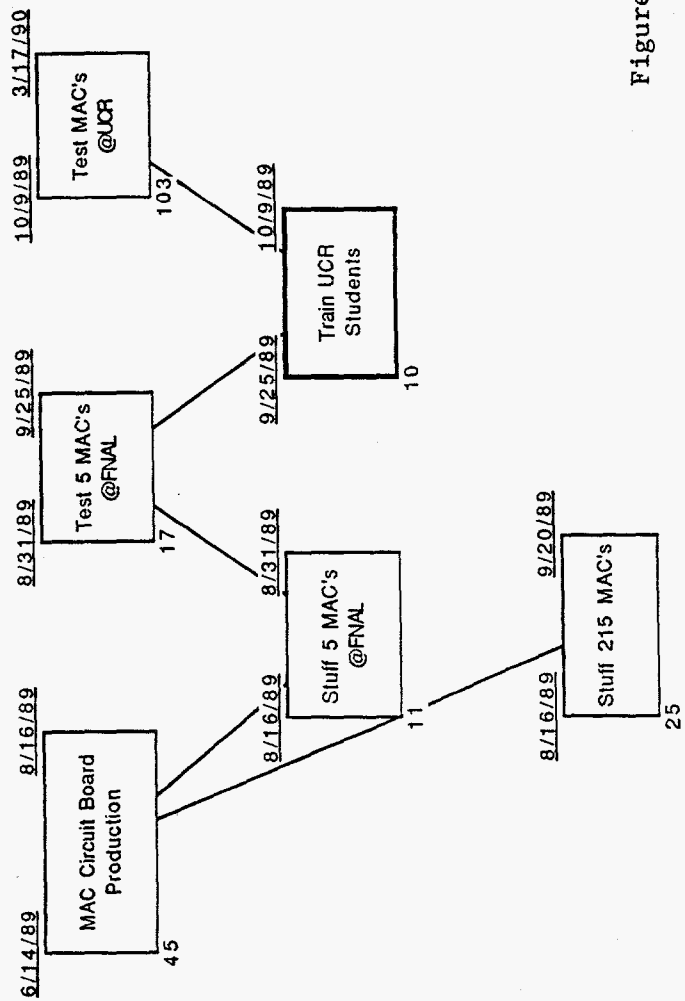 6/14/89
8/16/89
MAC Circuit Board
Production
45
8/31/89
9/25/89
Test 5 MAC's
@FNAL
17
10/9/89
3/17/90
Test MAC's
@UCR
103
8/16/89
8/31/89
Stuff 5 MAC's
@FNAL
11
9/25/89
10/9/89
Train UCR
Students
10
8/16/89
9/20/89
Stuff 215 MAC's
25
Figure